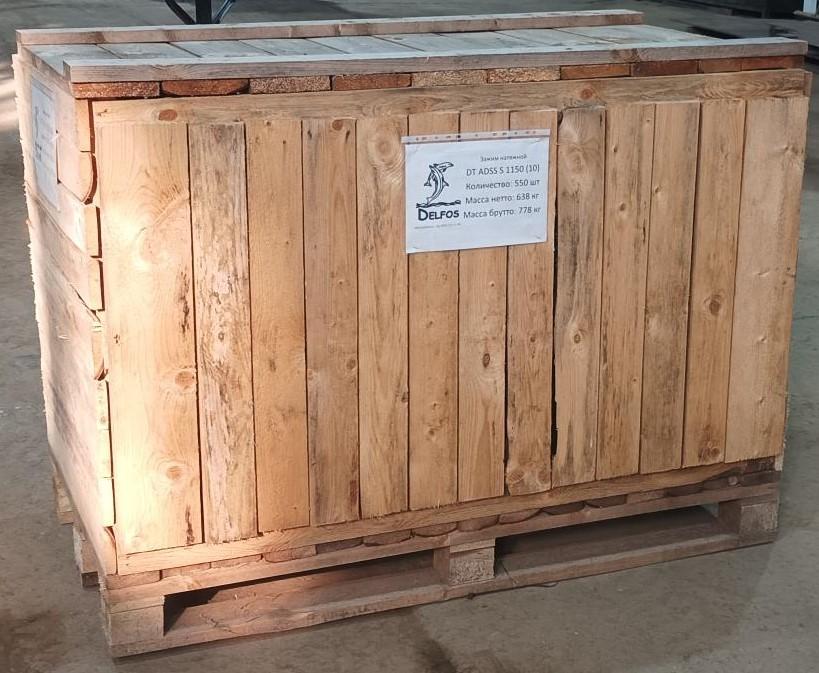 Зажим натяжной
DT ADSS S 1150 (10)
Количество: 550 шт
Масса нетто: 638 кг
Масса брутто: 778 кг
DELFOS